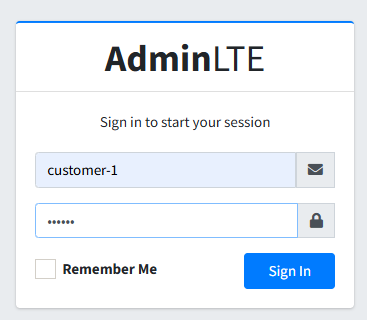 AdminLTE
Sign in to start your session
customer-1
••••••
Remember Me
Sign In